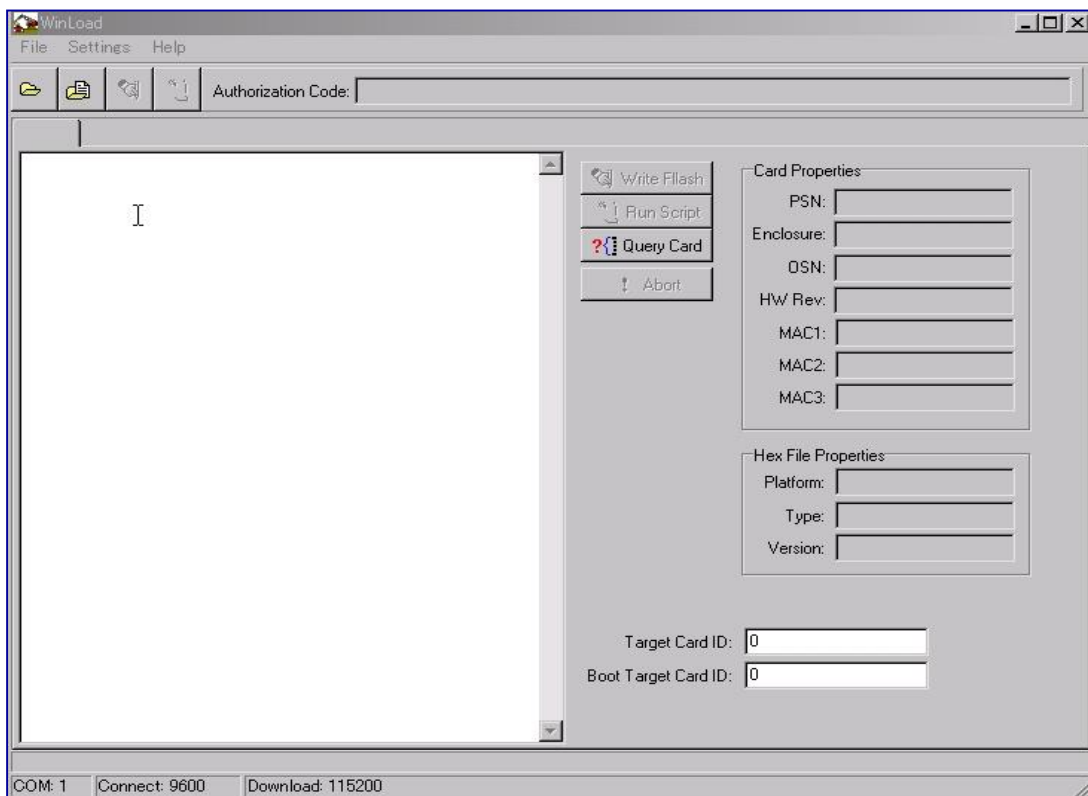 WinLoad
File Settings Help
Authorization Code:
Write Fllash
Run Script
?{ Query Card
! Abort
Card Properties
PSN:
Enclosure:
OSN:
HW Rev:
MAC1:
MAC2:
MAC3:
Hex File Properties
Platform:
Type:
Version:
Target Card ID: 0
Boot Target Card ID: 0
COM: 1 Connect: 9600 Download: 115200